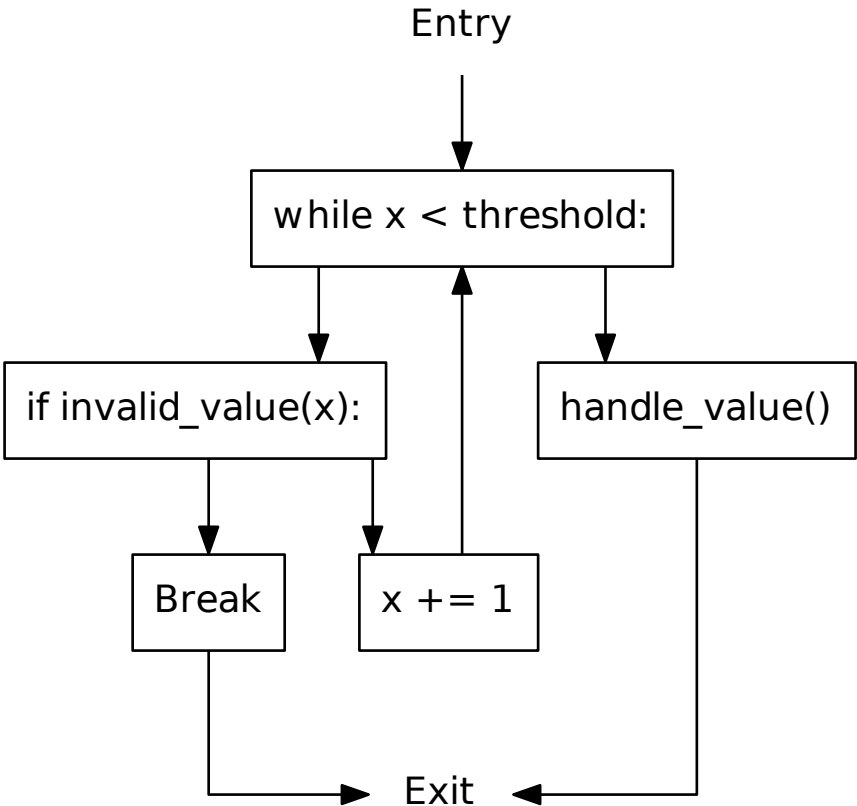 Entry
while x < threshold:
if invalid_value(x):
handle_value()
Break
x += 1
Exit